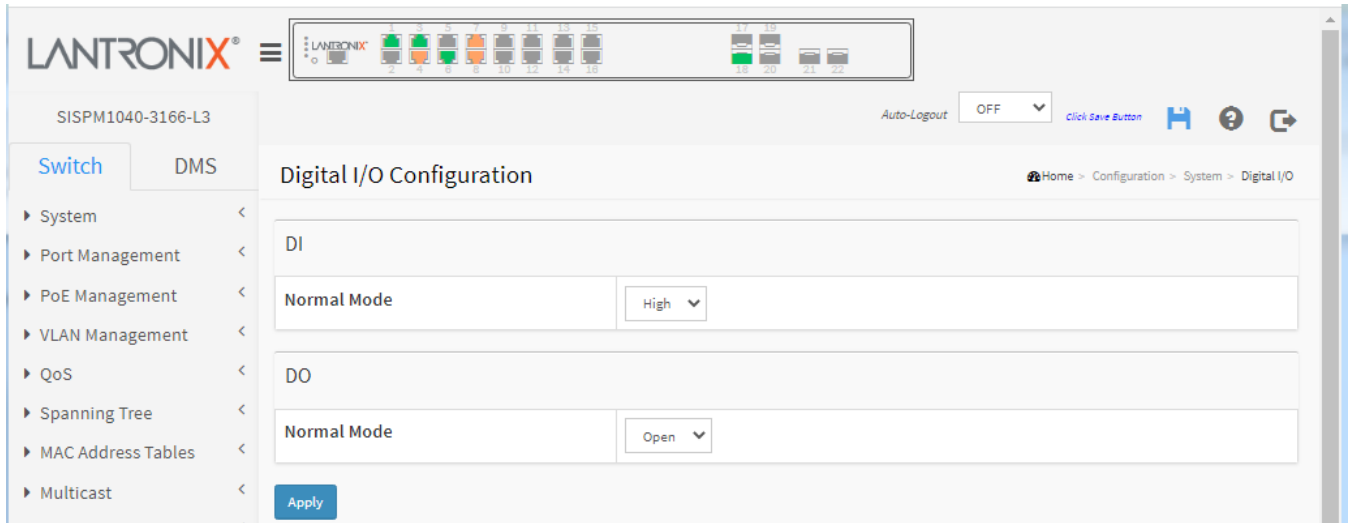 LANTRONIX®
LANTRONIX
1 3 5 7 9 11 13 15 17 19
2 4 6 8 10 12 14 16 18 20 21 22
SISPM1040-3166-L3
Auto-Logout OFF Click Save Button
Switch DMS
Digital I/O Configuration
Home > Configuration > System > Digital I/O
System
Port Management
PoE Management
VLAN Management
QoS
Spanning Tree
MAC Address Tables
Multicast
DI
Normal Mode High
DO
Normal Mode Open
Apply